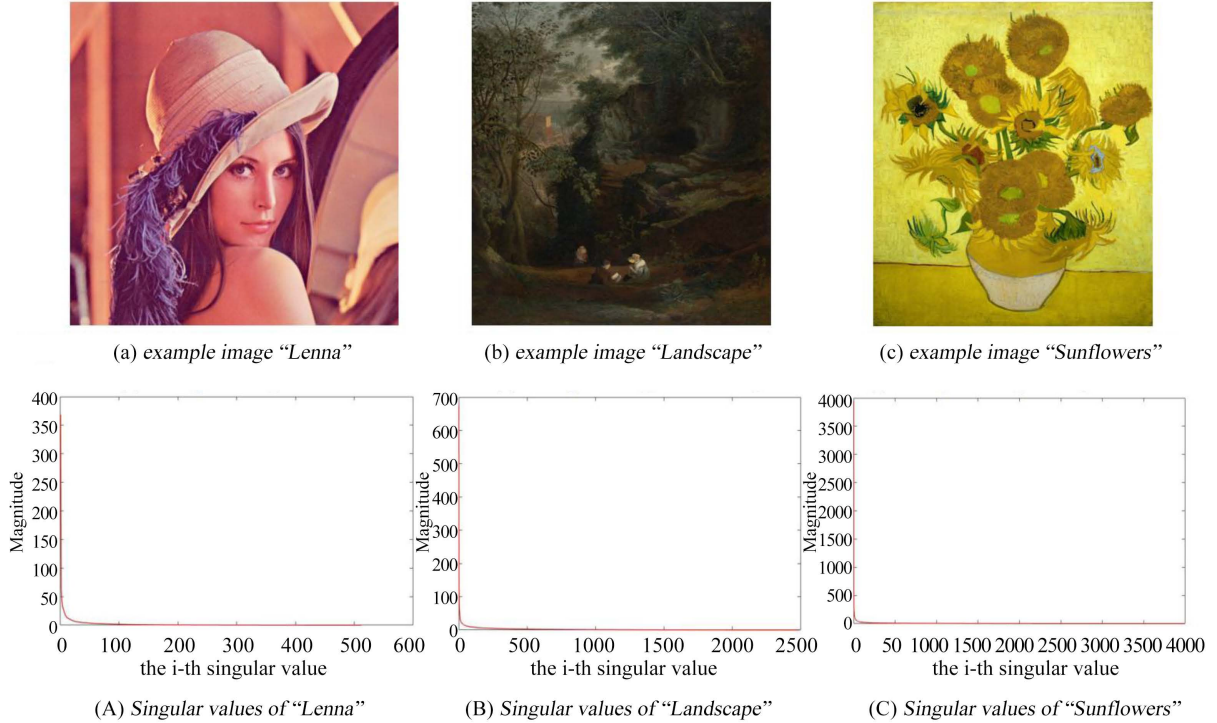 (a) example image “Lenna”
(b) example image “Landscape”
(c) example image “Sunflowers”
400
350
300
250
200
150
100
50
0
Magnitude
0 100 200 300 400 500 600
the i-th singular value
(A) Singular values of “Lenna”
700
600
500
400
300
200
100
0
Magnitude
0 500 1000 1500 2000 2500
the i-th singular value
(B) Singular values of “Landscape”
4000
3500
3000
2500
2000
1500
1000
500
0
Magnitude
0 50 1000 1500 2000 2500 3000 3500 4000
the i-th singular value
(C) Singular values of “Sunflowers”